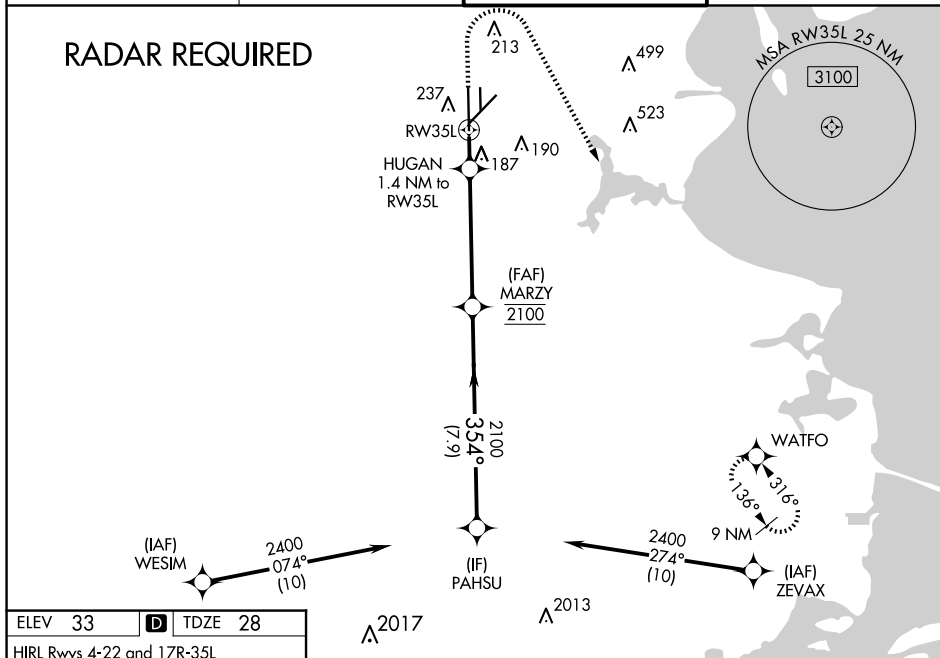 RADAR REQUIRED
213
499
MSA RW35L 25 NM
3100
237
523
RW35L
190
187
HUGAN
1.4 NM to
RW35L
(FAF)
MARZY
2100
2100
354°
(7.9)
WATFO
316°
136°
9 NM
(IAF)
WESIM
2400
074°
(10)
(IF)
PAHSU
2400
274°
(10)
(IAF)
ZEVAX
2013
2017
ELEV 33 D TDZE 28
HIRL Rwys 4-22 and 17R-35L